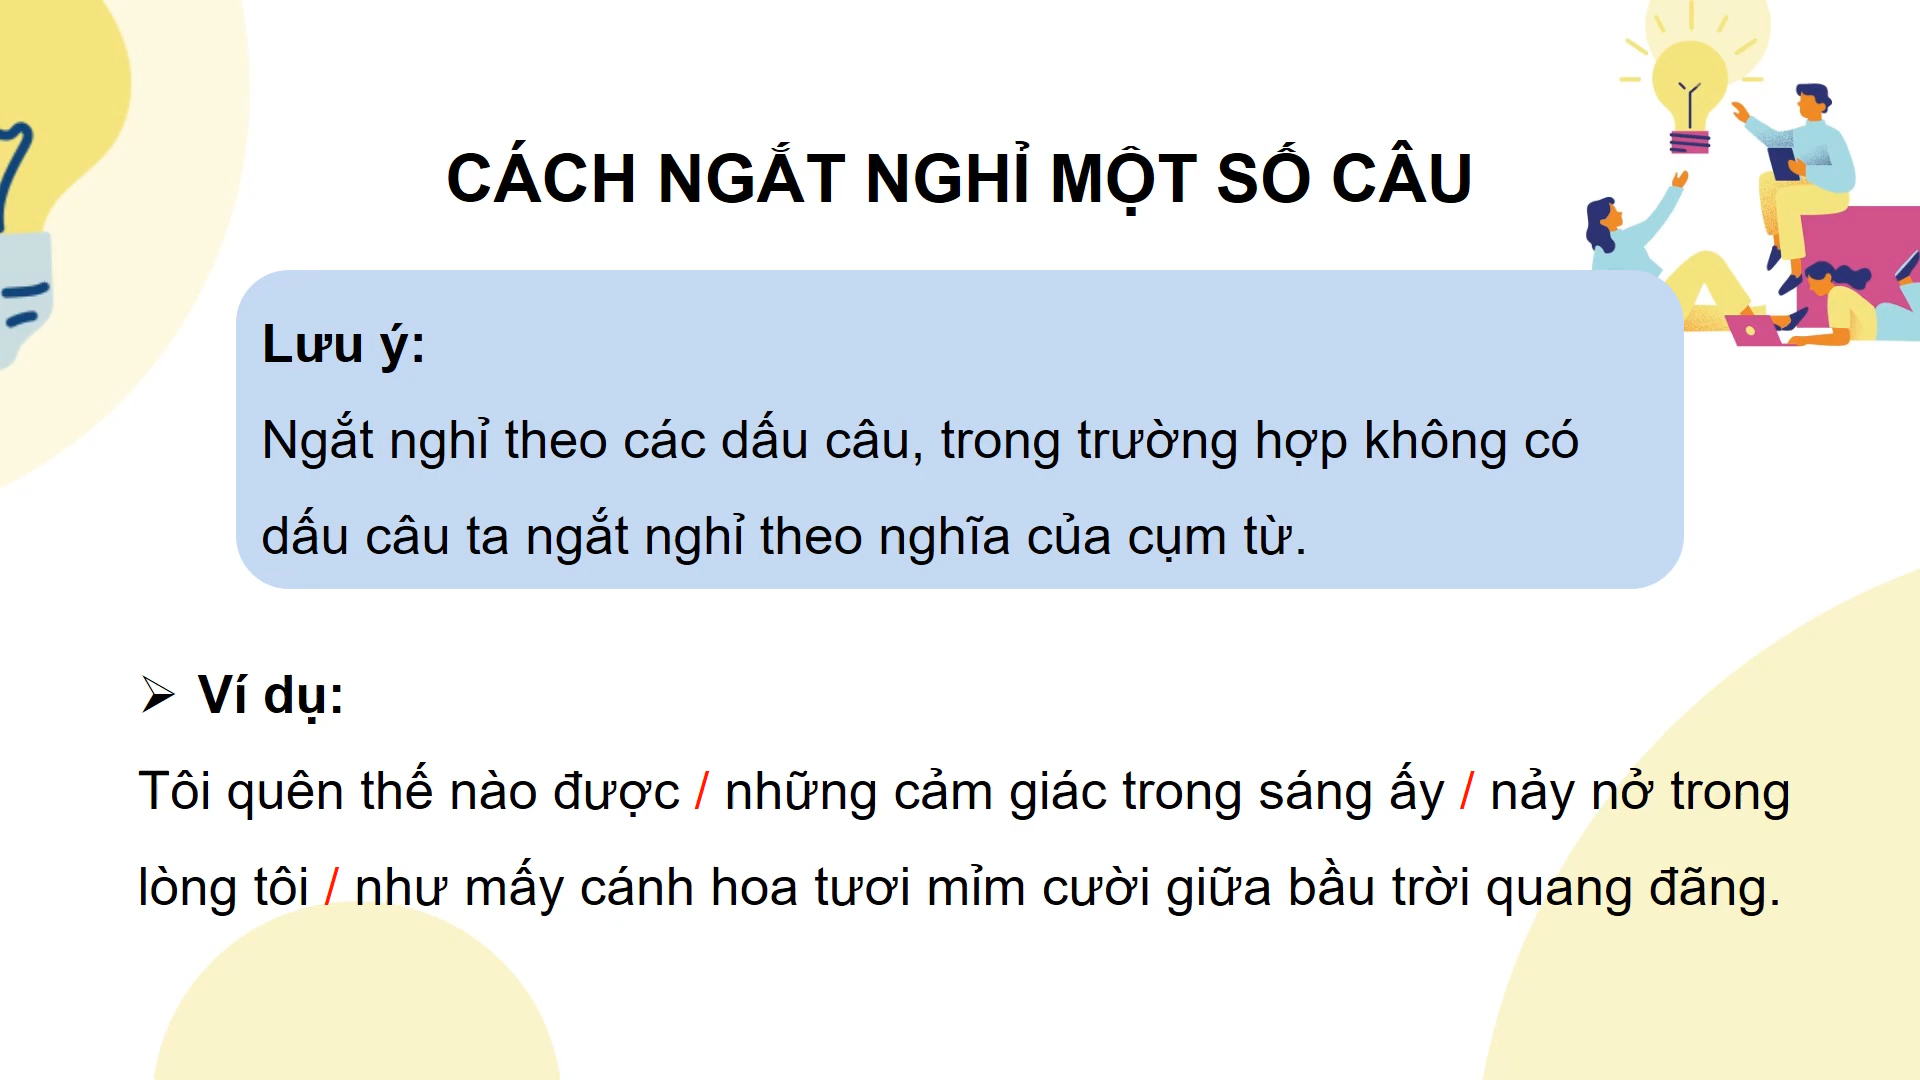 CÁCH NGẮT NGHỈ MỘT SỐ CÂU
Lưu ý:
Ngắt nghỉ theo các dấu câu, trong trường hợp không có
dấu câu ta ngắt nghỉ theo nghĩa của cụm từ.
➢ Ví dụ:
Tôi quên thế nào được / những cảm giác trong sáng ấy / nảy nở trong
lòng tôi / như mấy cánh hoa tươi mỉm cười giữa bầu trời quang đãng.